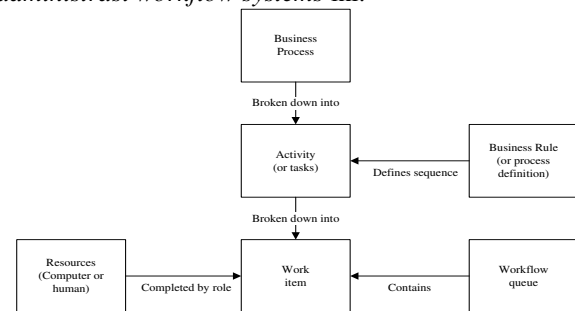 Business
Process
Broken down into
Activity
(or tasks)
Defines sequence
Business Rule
(or process
definition)
Broken down into
Resources
(Computer or
human)
Completed by role
Work
item
Contains
Workflow
queue